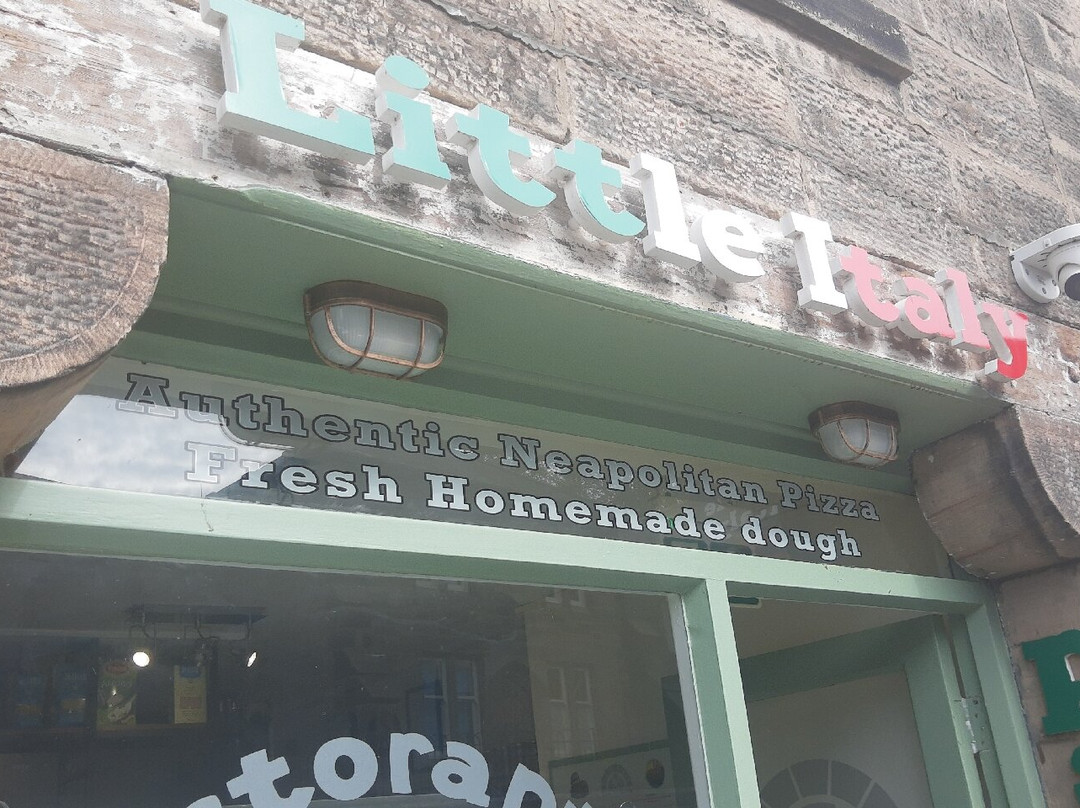 Little Italy
Authentic Neapolitan Pizza
Fresh Homemade dough